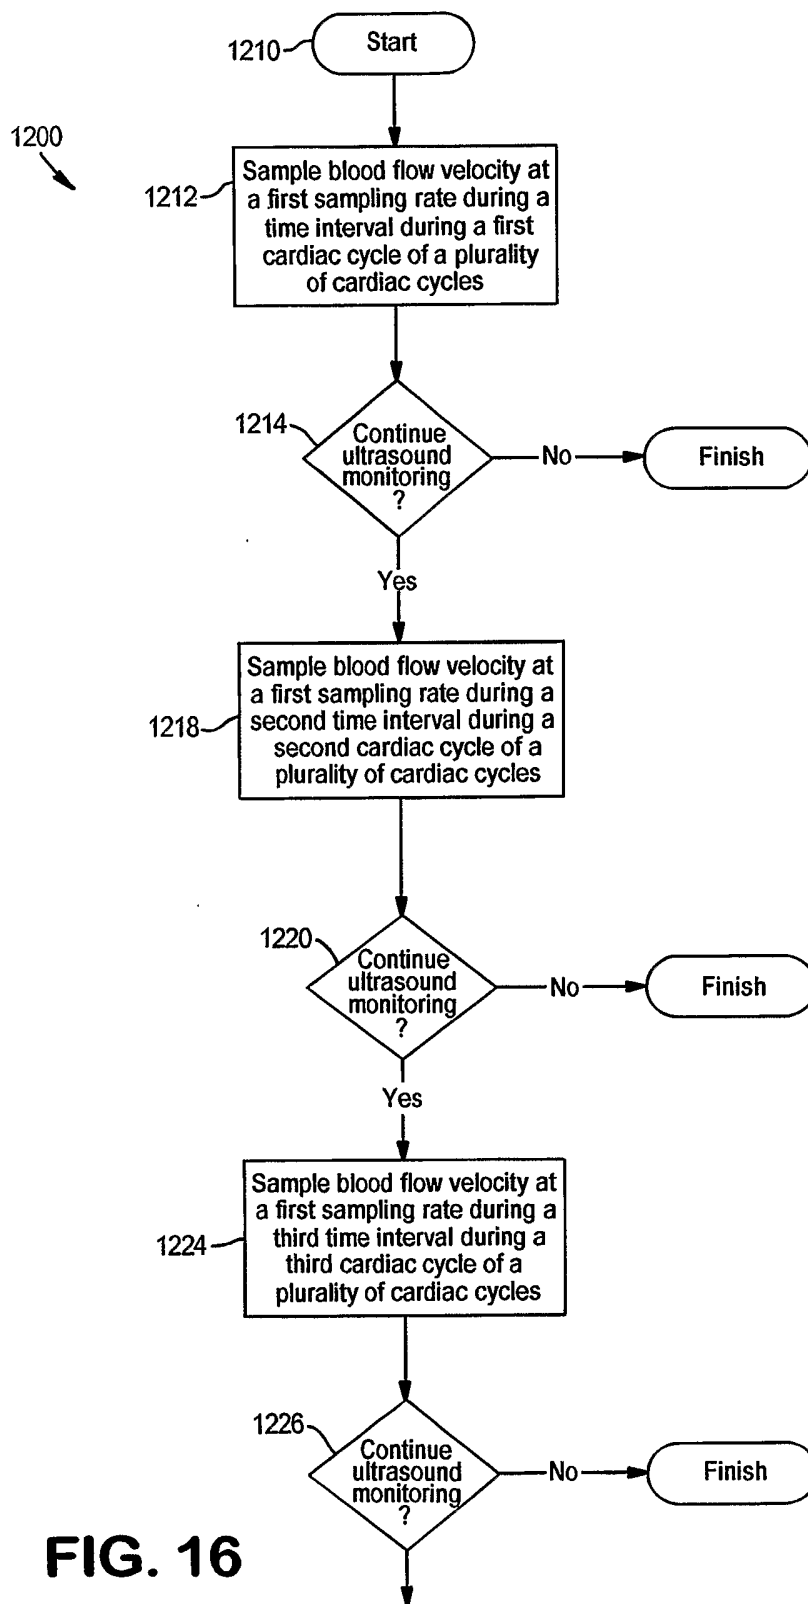 1210
Start
1200
1212
Sample blood flow velocity at
a first sampling rate during a
time interval during a first
cardiac cycle of a plurality
of cardiac cycles
1214
Continue
ultrasound
monitoring
?
No
Finish
Yes
1218
Sample blood flow velocity at
a first sampling rate during a
second time interval during a
second cardiac cycle of a
plurality of cardiac cycles
1220
Continue
ultrasound
monitoring
?
No
Finish
Yes
1224
Sample blood flow velocity at
a first sampling rate during a
third time interval during a
third cardiac cycle of a
plurality of cardiac cycles
1226
Continue
ultrasound
monitoring
?
No
Finish
FIG. 16